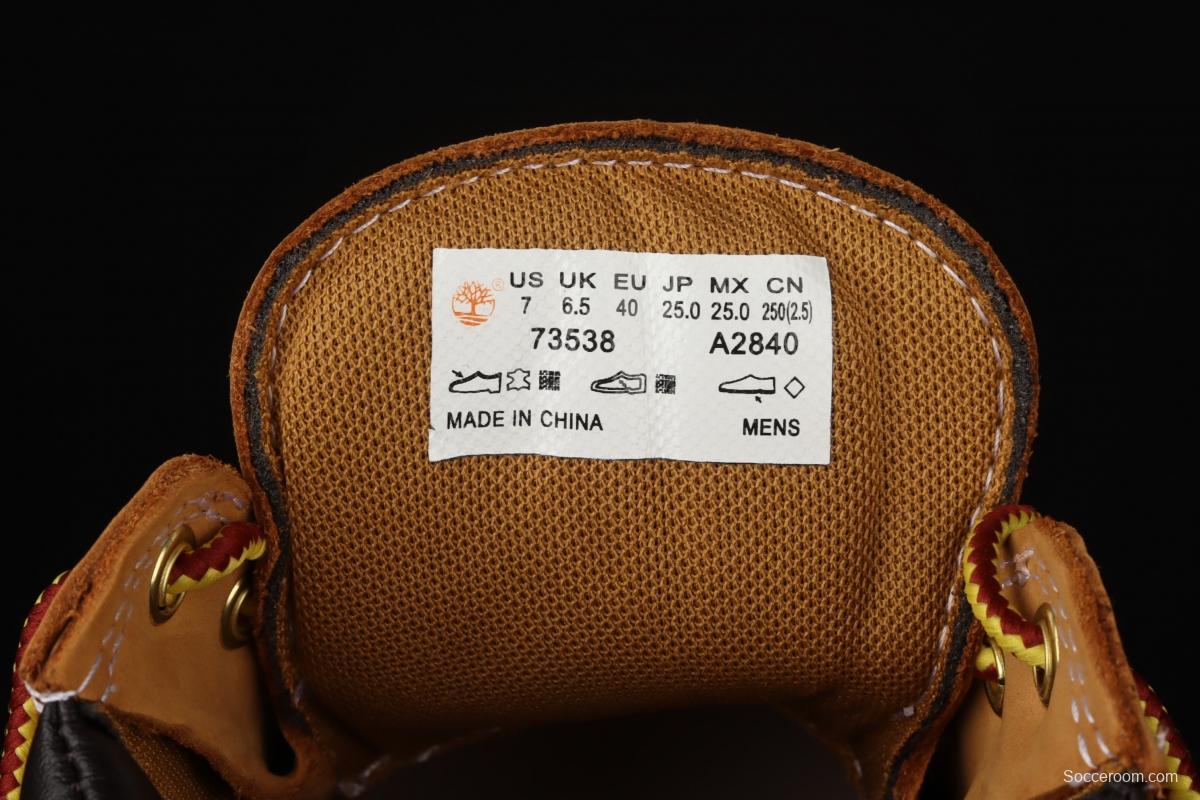 ® US UK EU JP MX CN
7 6.5 40 25.0 25.0 250(2.5)
73538 A2840
MADE IN CHINA MENS
Socceroom.com